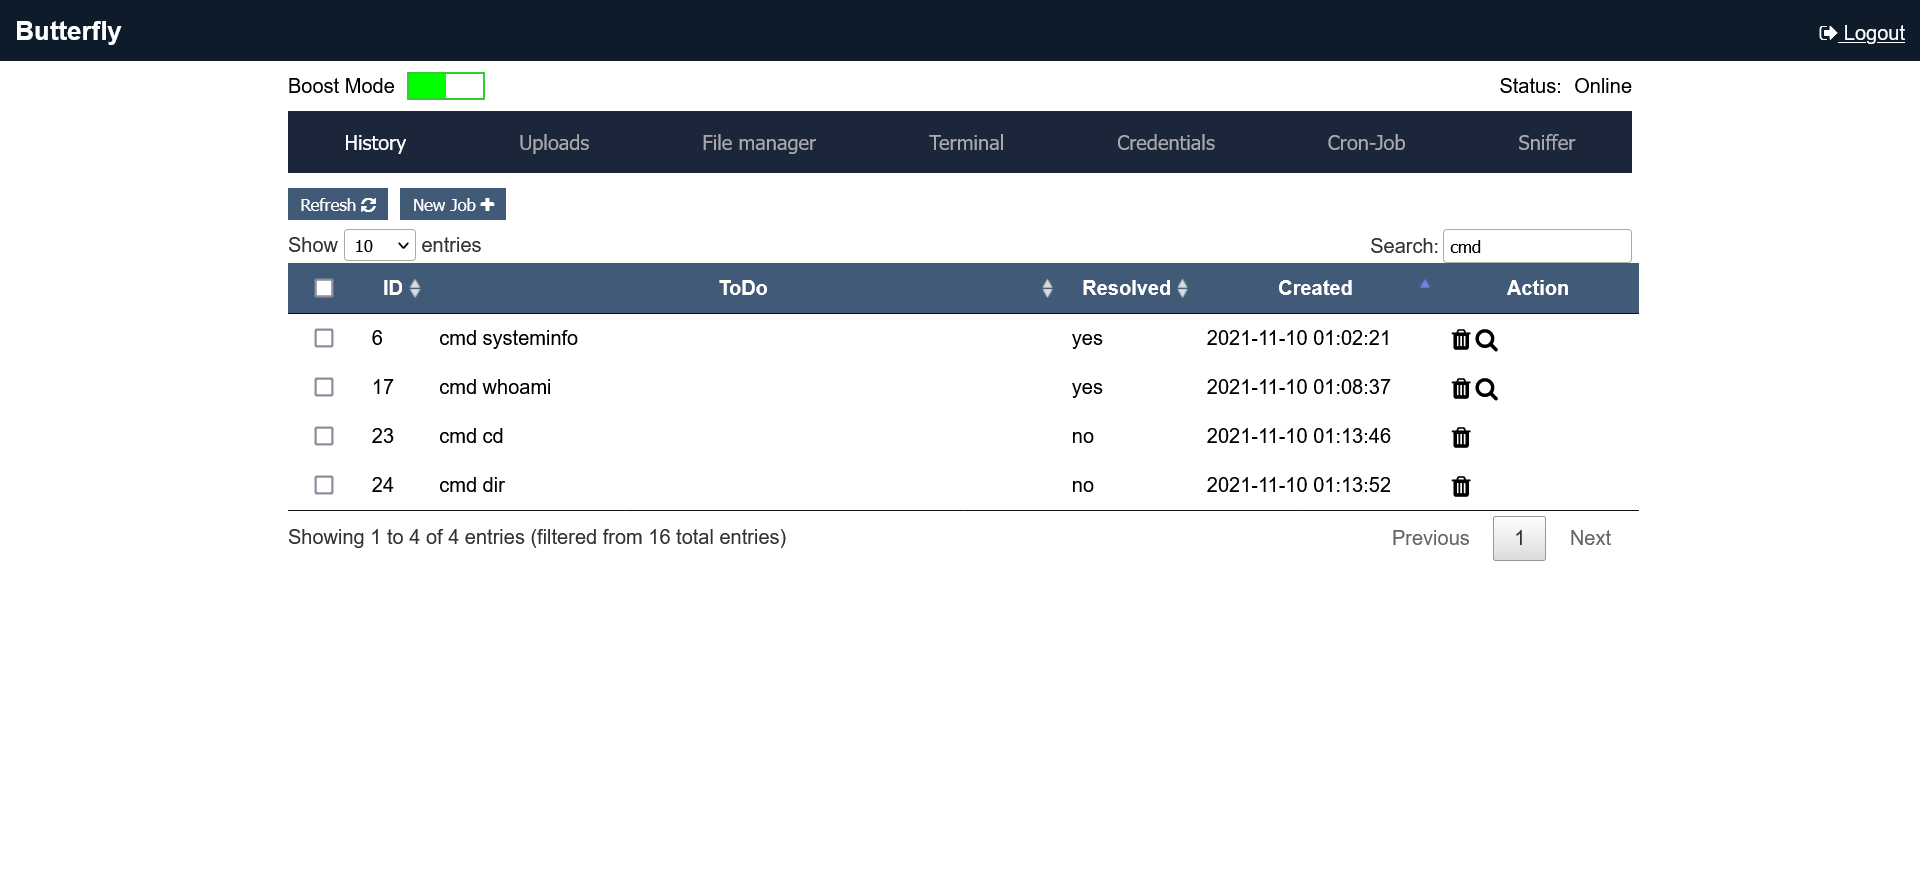 Butterfly
Logout
Boost Mode Status: Online
History Uploads File manager Terminal Credentials Cron-Job Sniffer
Refresh New Job
Show 10 entries Search: cmd
ID ToDo Resolved Created Action
6 cmd systeminfo yes 2021-11-10 01:02:21
17 cmd whoami yes 2021-11-10 01:08:37
23 cmd cd no 2021-11-10 01:13:46
24 cmd dir no 2021-11-10 01:13:52
Showing 1 to 4 of 4 entries (filtered from 16 total entries) Previous 1 Next